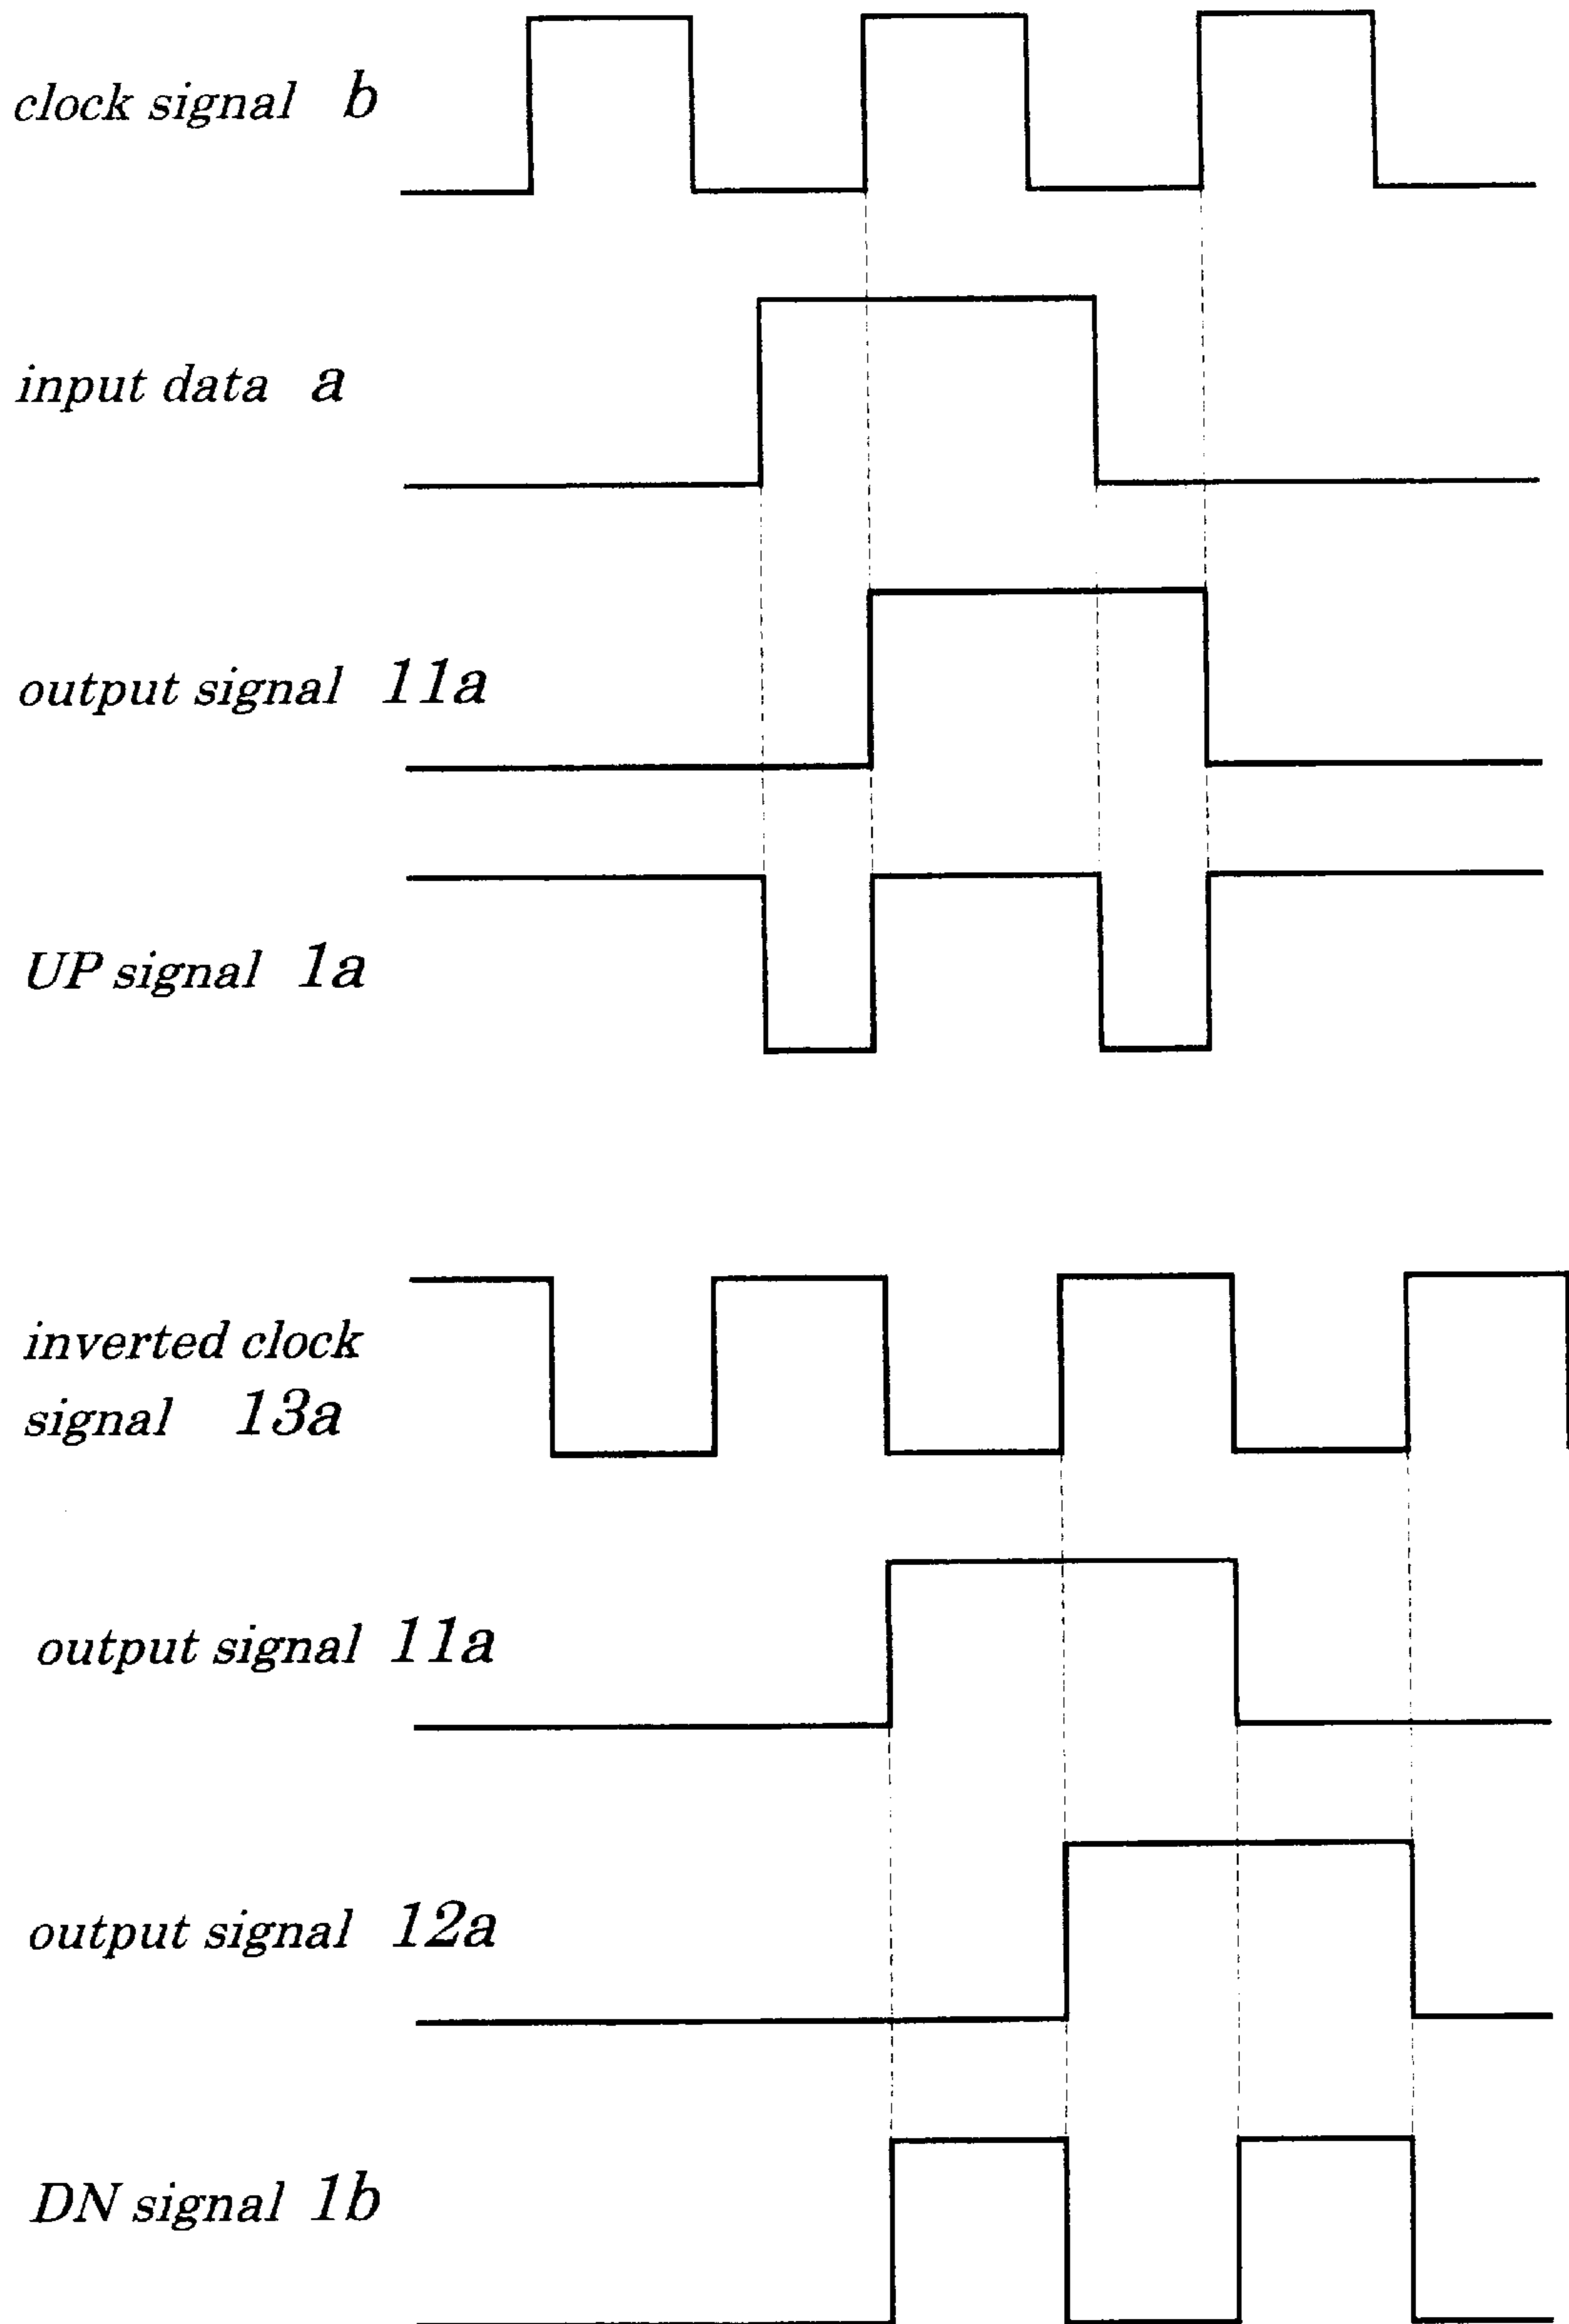 clock signal b
input data a
output signal 11a
UP signal 1a
inverted clock
signal 13a
output signal 11a
output signal 12a
DN signal 1b